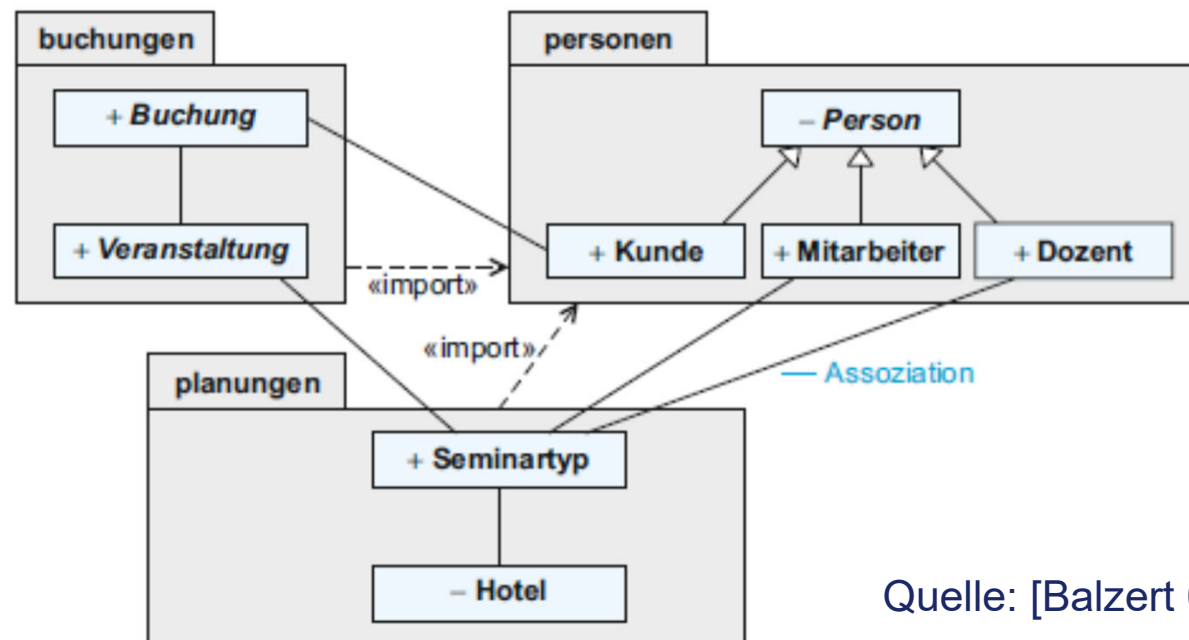 buchungen
+ Buchung
+ Veranstaltung
personen
– Person
+ Kunde
+ Mitarbeiter
+ Dozent
«import»
«import»
— Assoziation
planungen
+ Seminartyp
– Hotel
Quelle: [Balzert